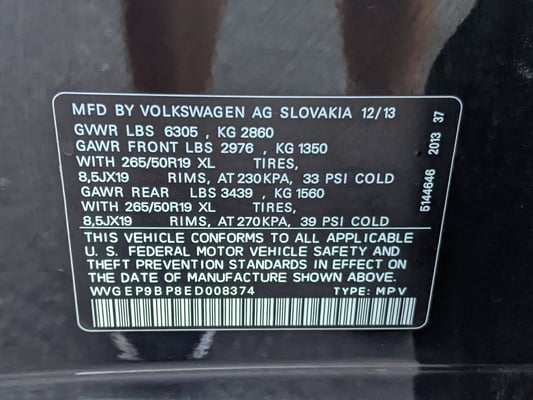 MFD BY VOLKSWAGEN AG SLOVAKIA 12/13
GVWR LBS 6305 , KG 2860
GAWR FRONT LBS 2976 , KG 1350
WITH 265/50R19 XL TIRES,
8,5JX19 RIMS, AT 230KPA, 33 PSI COLD
GAWR REAR LBS 3439 , KG 1560
WITH 265/50R19 XL TIRES,
8,5JX19 RIMS, AT 270KPA, 39 PSI COLD
THIS VEHICLE CONFORMS TO ALL APPLICABLE
U. S. FEDERAL MOTOR VEHICLE SAFETY AND
THEFT PREVENTION STANDARDS IN EFFECT ON
THE DATE OF MANUFACTURE SHOWN ABOVE.
WVGEP9BP8ED008374 TYPE: MPV
5144646 2013 37